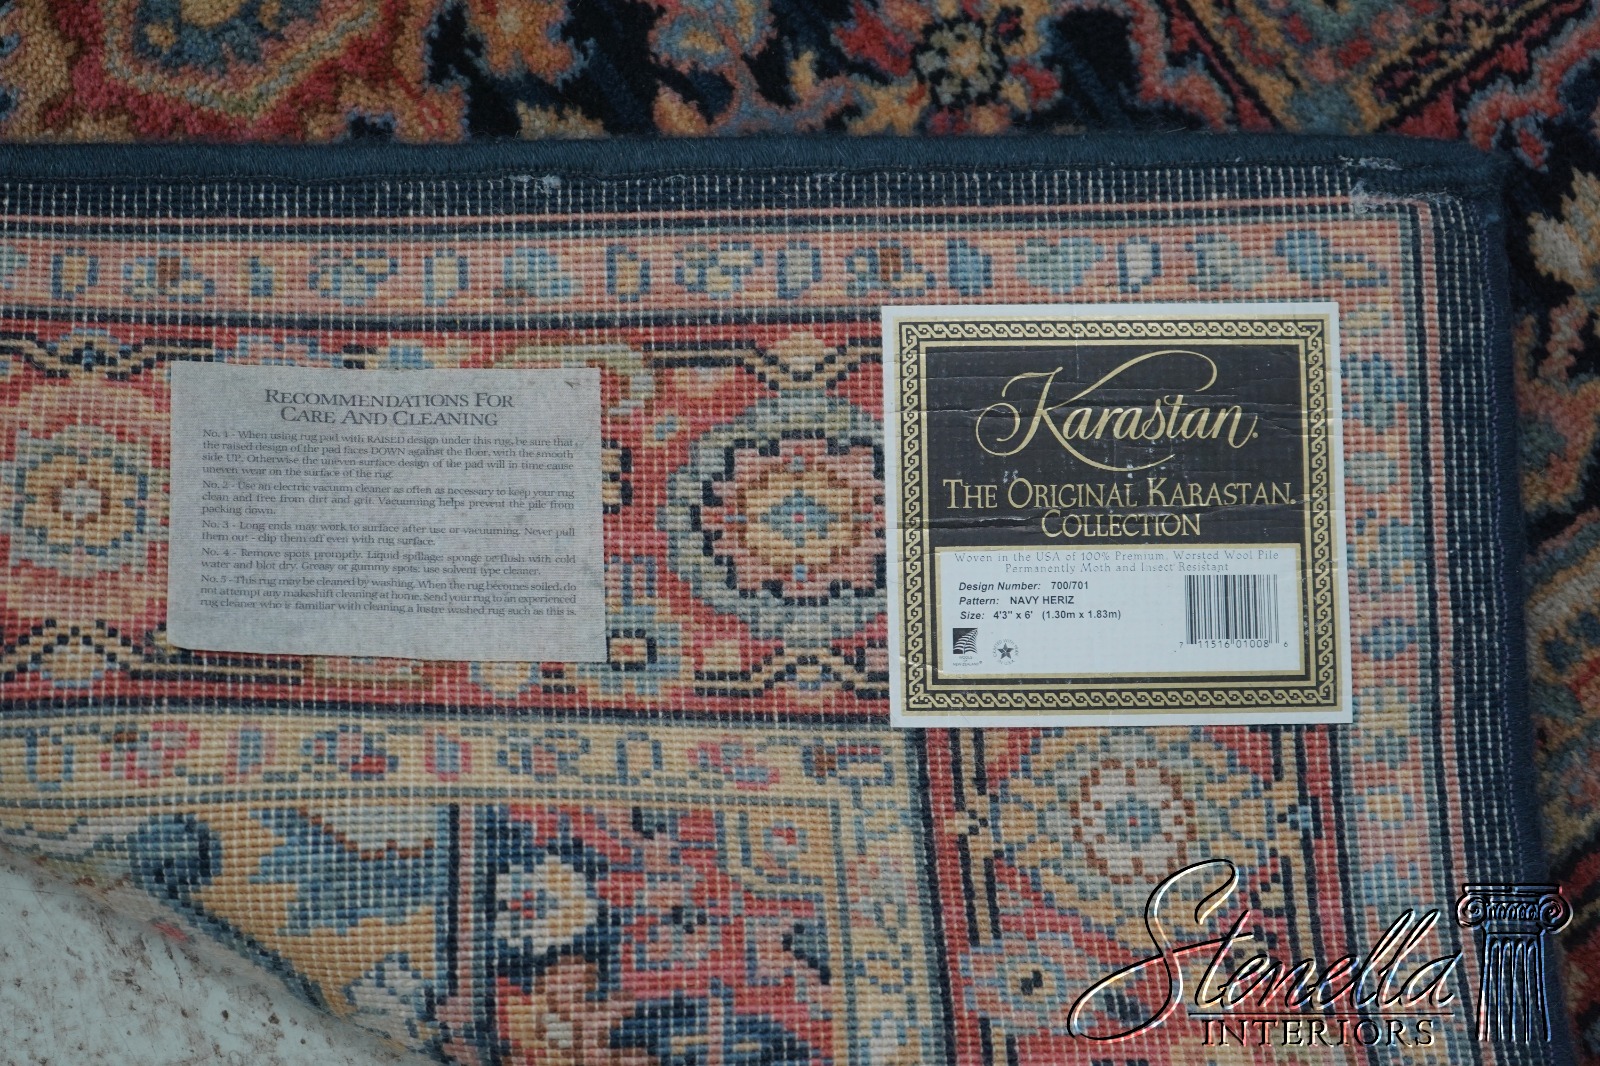 RECOMMENDATIONS FOR
CARE AND CLEANING
No. 1 - When using rug pad with RAISED design under this rug, be sure that
the raised design of the pad faces DOWN against the floor, with the smooth
side UP. Otherwise the uneven surface design of the pad will in time cause
uneven wear on the surface of the rug.
No. 2 - Use an electric vacuum cleaner as often as necessary to keep your rug
clean and free from dirt and grit. Vacuuming helps prevent the pile from
packing down.
No. 3 - Long ends may work to surface after use or vacuuming. Never pull
them out - clip them off even with rug surface.
No. 4 - Remove spots promptly. Liquid spillage: sponge or flush with cold
water and blot dry. Greasy or gummy spots: use solvent type cleaner.
No. 5 - This rug may be cleaned by washing. When the rug becomes soiled, do
not attempt any makeshift cleaning at home. Send your rug to an experienced
rug cleaner who is familiar with cleaning a lustre washed rug such as this.
Karastan®
THE ORIGINAL KARASTAN®
COLLECTION
Woven in the USA of 100% Premium, Worsted Wool Pile
Permanently Moth and Insect Resistant
Design Number: 700/701
Pattern: NAVY HERIZ
Size: 4'3" x 6' (1.30m x 1.83m)
7 11516 01008 6
Stenella
INTERIORS